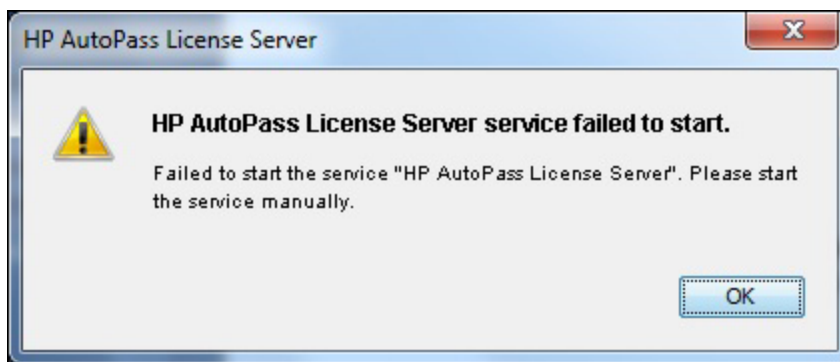 HP AutoPass License Server
HP AutoPass License Server service failed to start.
Failed to start the service "HP AutoPass License Server". Please start
the service manually.
OK